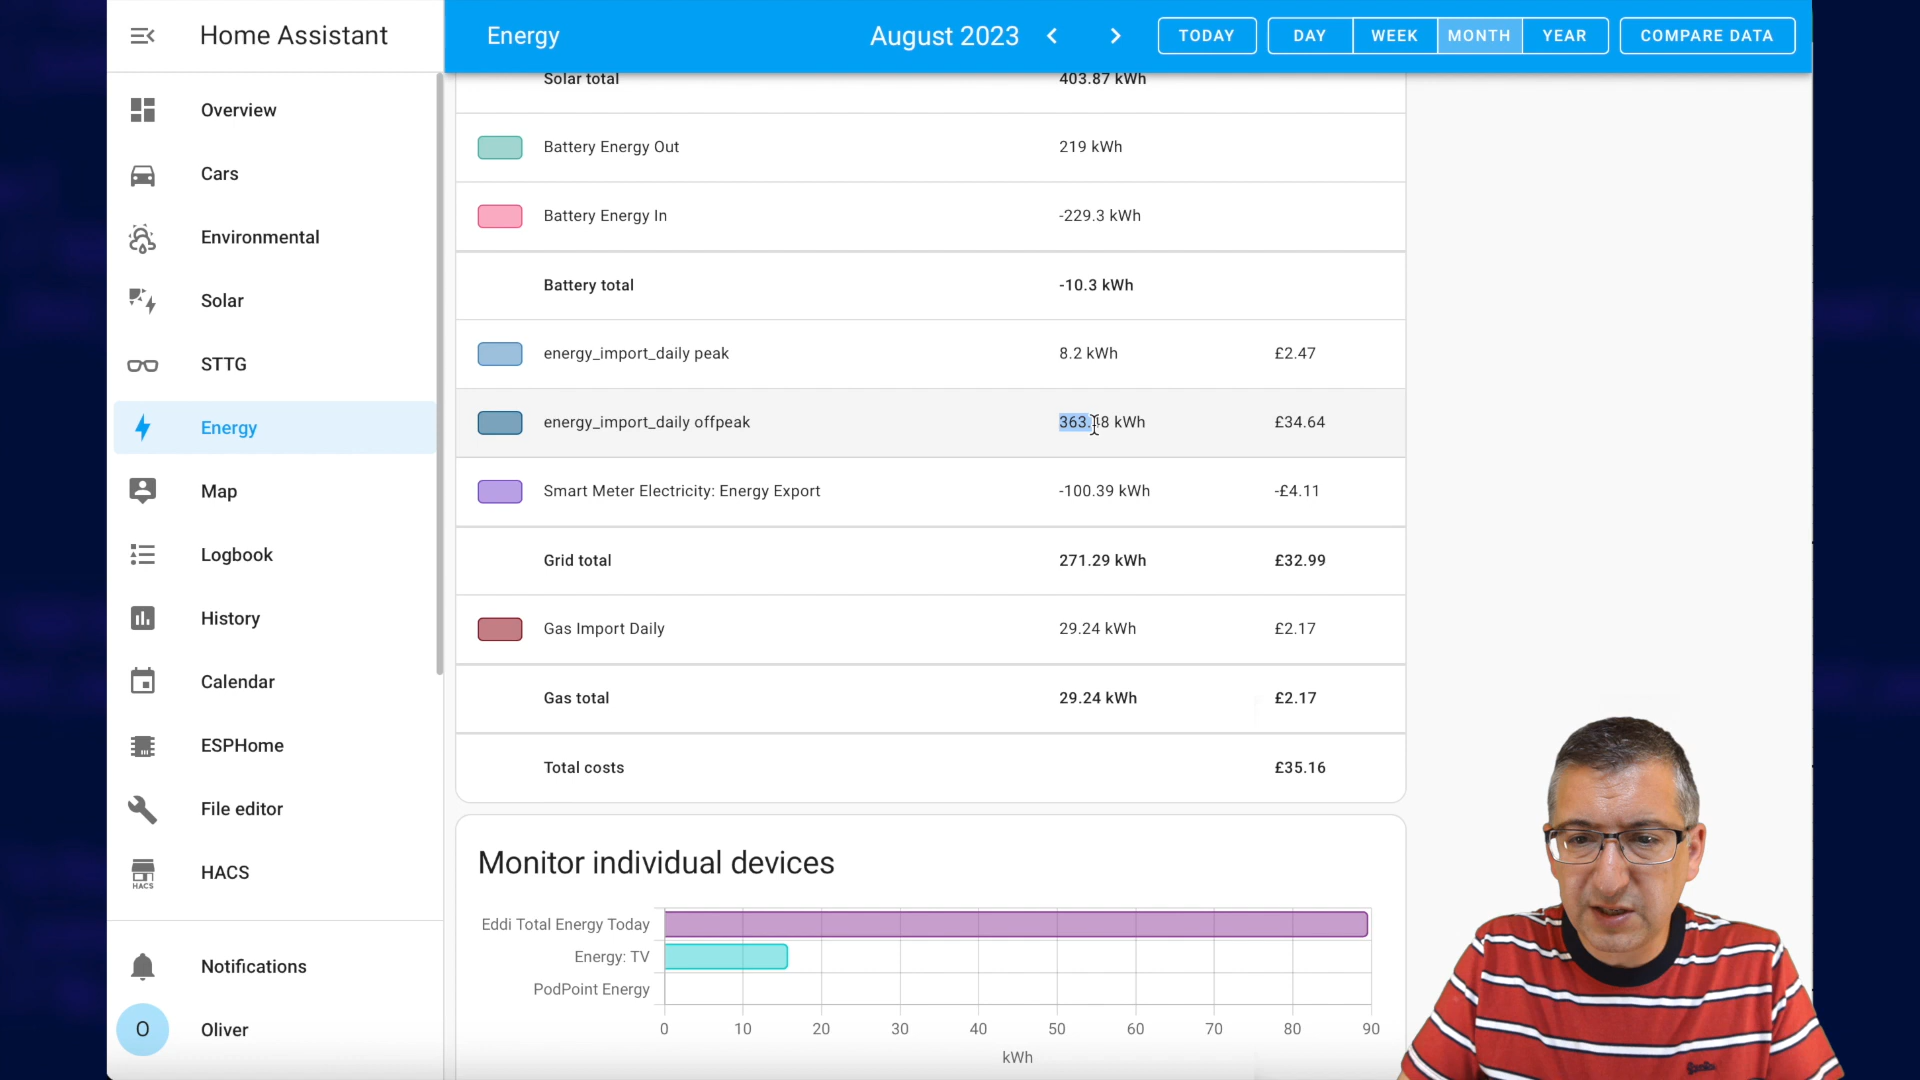 Home Assistant
Energy
August 2023
TODAY
DAY
WEEK
MONTH
YEAR
COMPARE DATA
Overview
Cars
Environmental
Solar
STTG
Energy
Map
Logbook
History
Calendar
ESPHome
File editor
HACS
HACS
Notifications
O
Oliver
Solar total 403.87 kWh
Battery Energy Out 219 kWh
Battery Energy In -229.3 kWh
Battery total -10.3 kWh
energy_import_daily peak 8.2 kWh £2.47
energy_import_daily offpeak kWh £34.64
Smart Meter Electricity: Energy Export -100.39 kWh -£4.11
Grid total 271.29 kWh £32.99
Gas Import Daily 29.24 kWh £2.17
Gas total 29.24 kWh £2.17
Total costs £35.16
Monitor individual devices
Eddi Total Energy Today
Energy: TV
PodPoint Energy
0 10 20 30 40 50 60 70 80 90
kWh